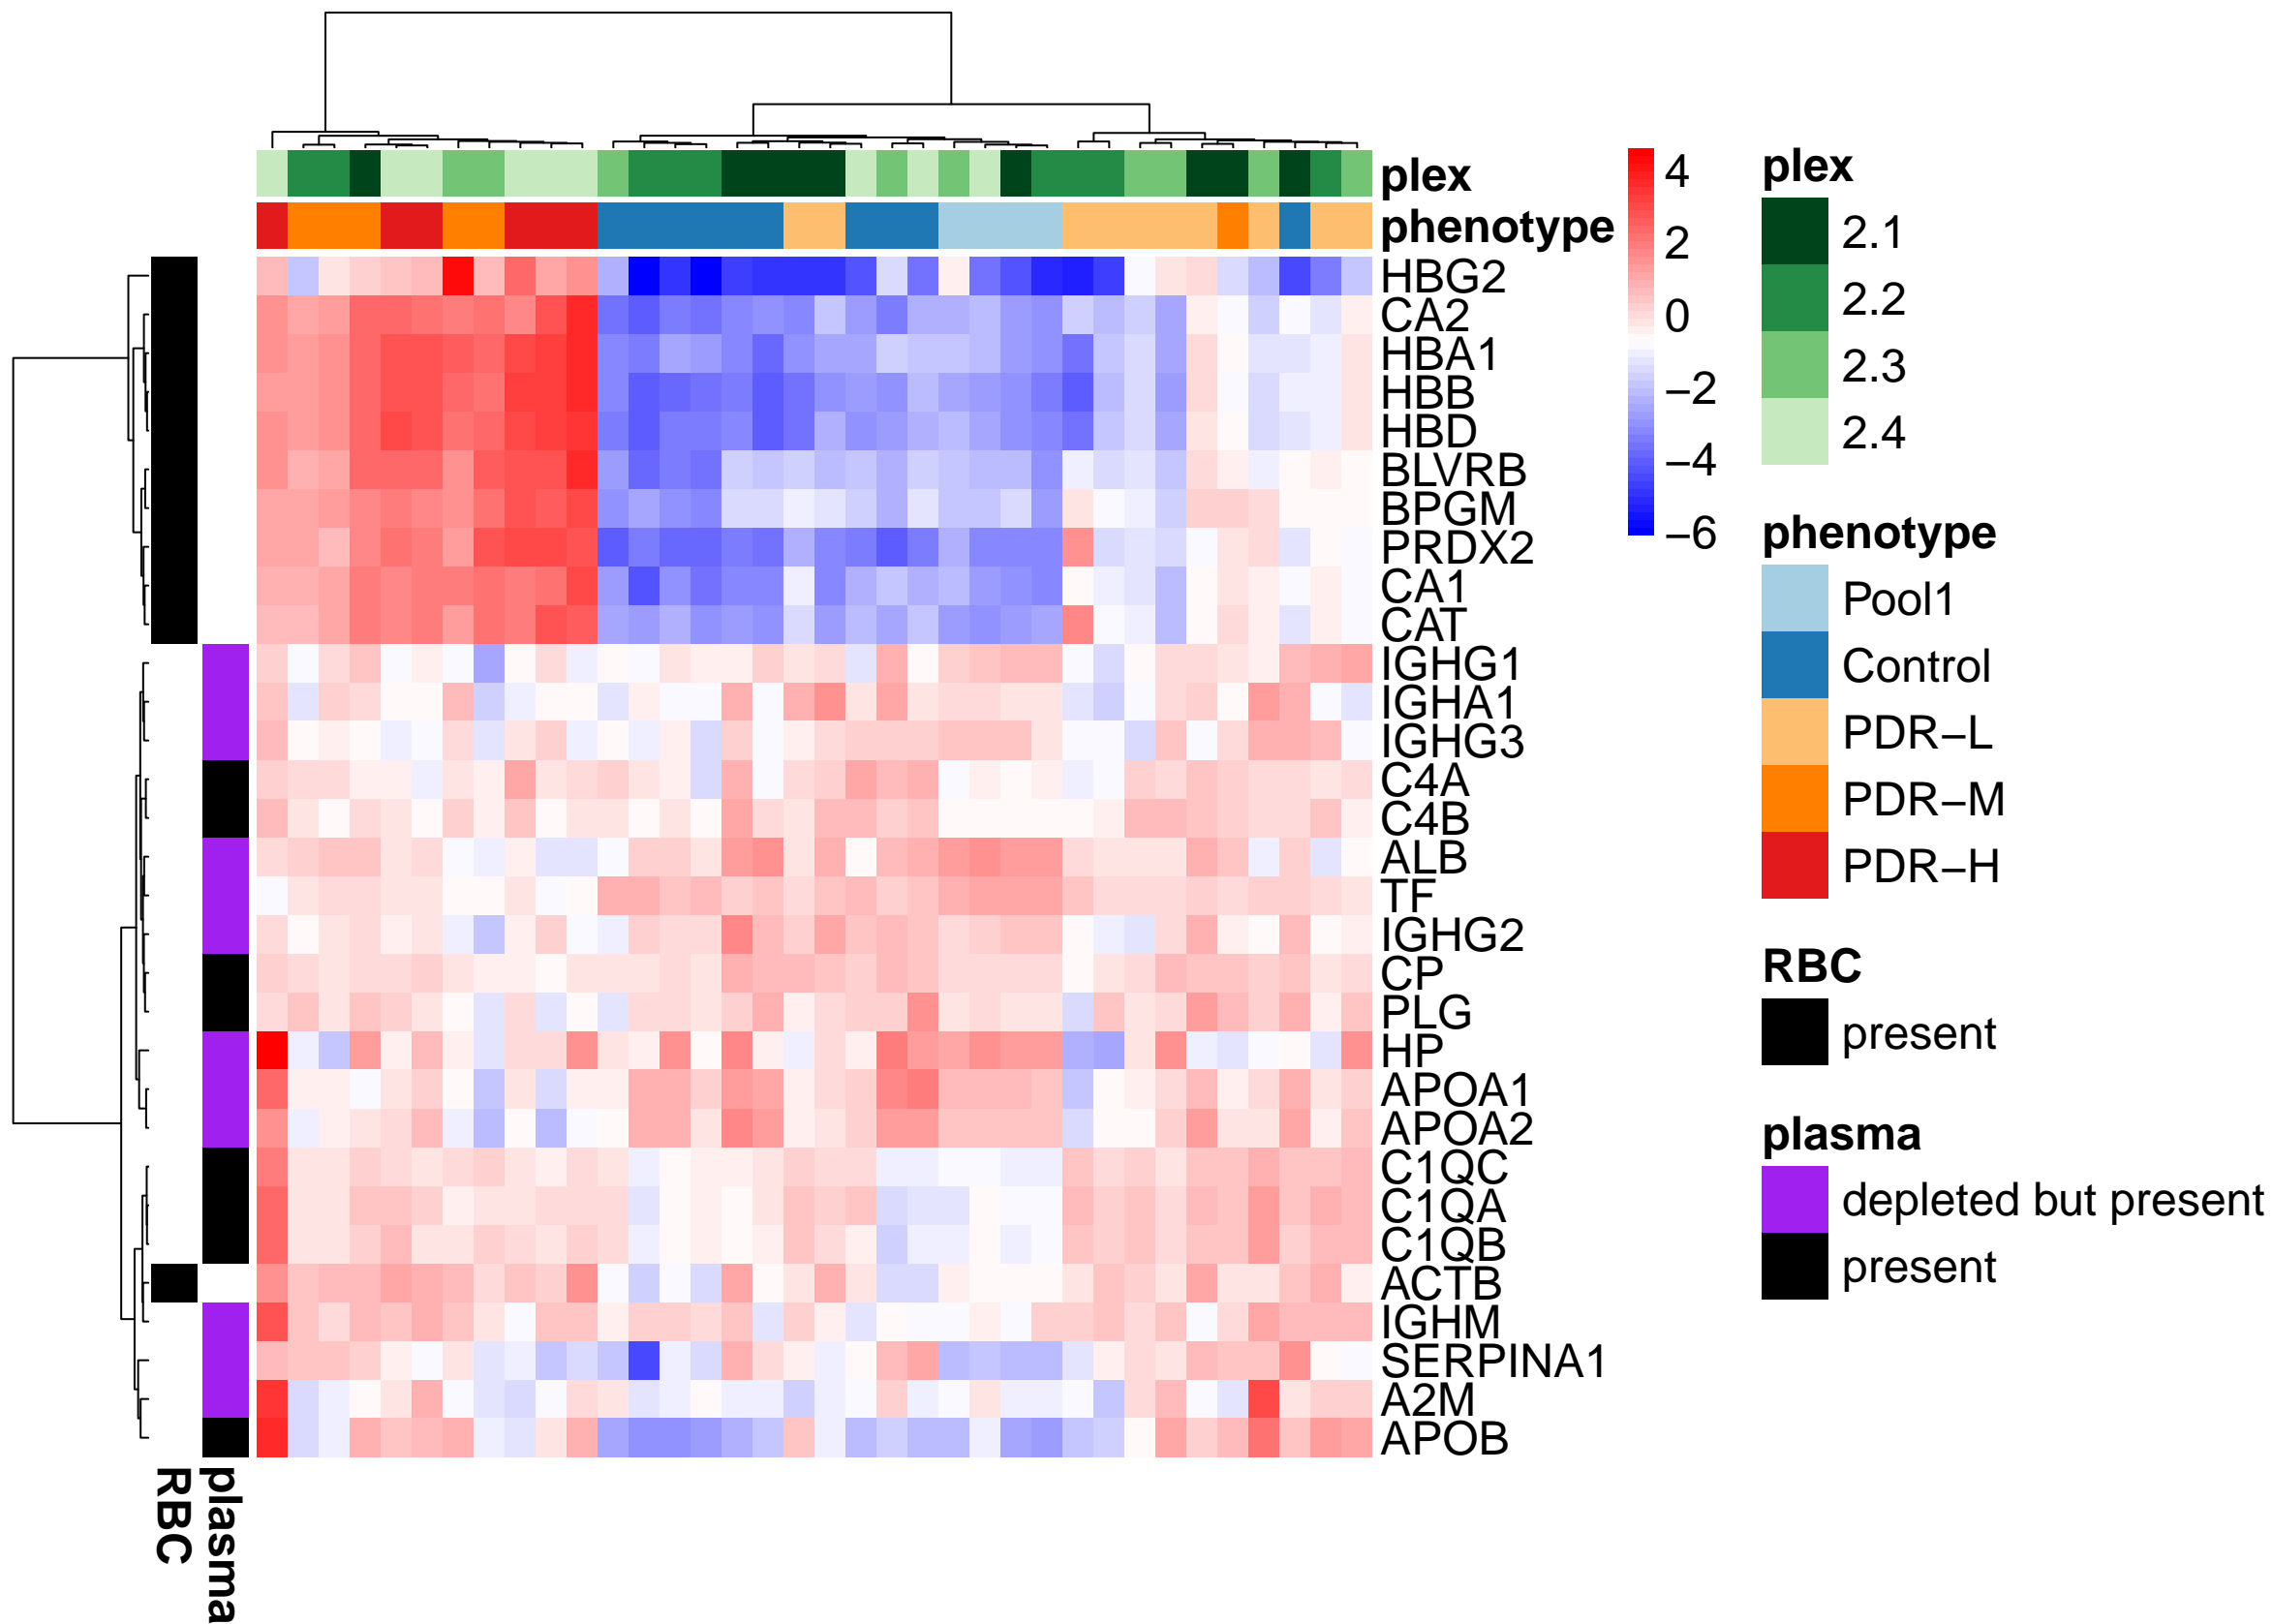 plex
phenotype
HBG2
CA2
HBA1
HBB
HBD
BLVRB
BPGM
PRDX2
CA1
CAT
IGHG1
IGHA1
IGHG3
C4A
C4B
ALB
TF
IGHG2
CP
PLG
HP
APOA1
APOA2
C1QC
C1QA
C1QB
ACTB
IGHM
SERPINA1
A2M
APOB
RBC
plasma
4
2
0
−2
−4
−6
plex
2.1
2.2
2.3
2.4
phenotype
Pool1
Control
PDR−L
PDR−M
PDR−H
RBC
present
plasma
depleted but present
present